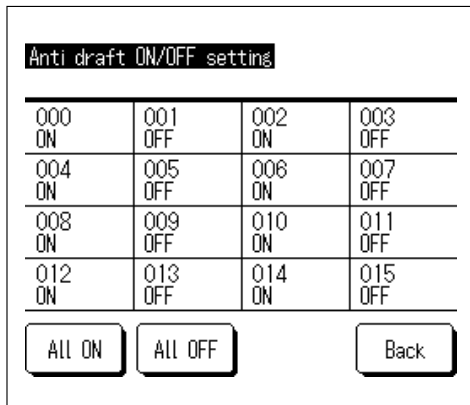 Anti draft ON/OFF setting
000 001 002 003
ON OFF ON OFF
004 005 006 007
ON OFF ON OFF
008 009 010 011
ON OFF ON OFF
012 013 014 015
ON OFF ON OFF
All ON All OFF Back